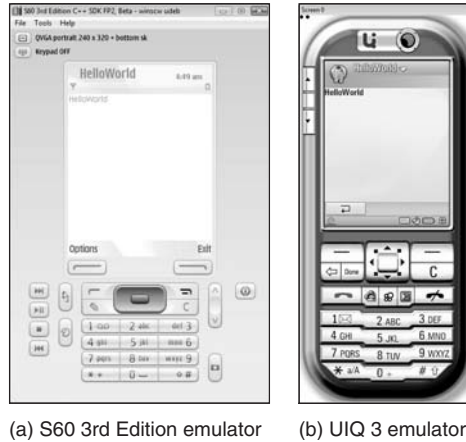 S60 3rd Edition C++ SDK FP2, Beta - winscw udeb
File Tools Help
QVGA portrait 240 x 320 + bottom sk
Keypad OFF
HelloWorld
HelloWorld
Options Exit
C
1
2 abc
def 3
4 ghi
5 jkl
mno 6
7 pqrs
8 tuv
wxyz 9
* +
0
#
Screen 0
HelloWorld
HelloWorld
Done
C
1
2 ABC
3 DEF
4 GHI
5 JKL
6 MNO
7 PQRS
8 TUV
9 WXYZ
* a/A
0 +
#
(a) S60 3rd Edition emulator
(b) UIQ 3 emulator